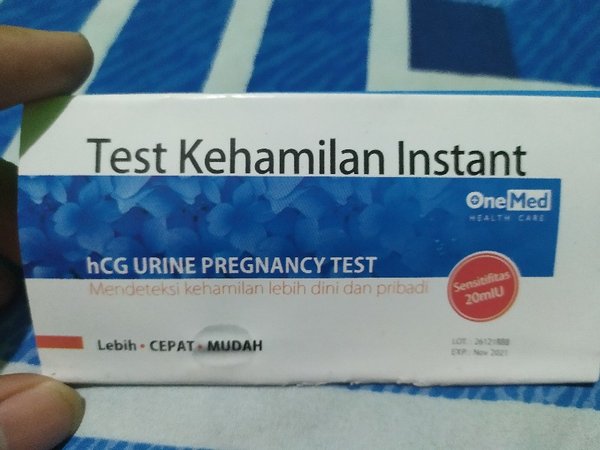 Test Kehamilan Instant
OneMed
HEALTH CARE
hCG URINE PREGNANCY TEST
Mendeteksi kehamilan lebih dini dan pribadi
Sensitifitas
20mIU
Lebih • CEPAT • MUDAH
LOT :
EXP : Nov 2021